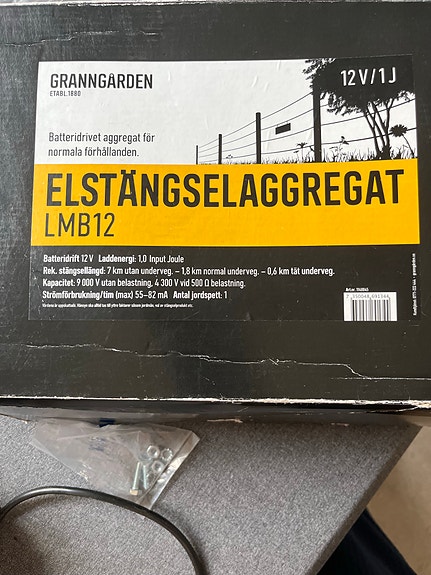 GRANNGÅRDEN
ETABL.1880
12V/1J
Batteridrivet aggregat för
normala förhållanden.
ELSTÄNGSELAGGREGAT
LMB12
Batteridrift 12 V Laddenergi: 1,0 Input Joule
Rek. stängsellängd: 7 km utan underveg. – 1,8 km normal underveg. – 0,6 km tät underveg.
Kapacitet: 9 000 V utan belastning, 4 300 V vid 500 Ω belastning.
Strömförbrukning/tim (max) 55–82 mA Antal jordspett: 1